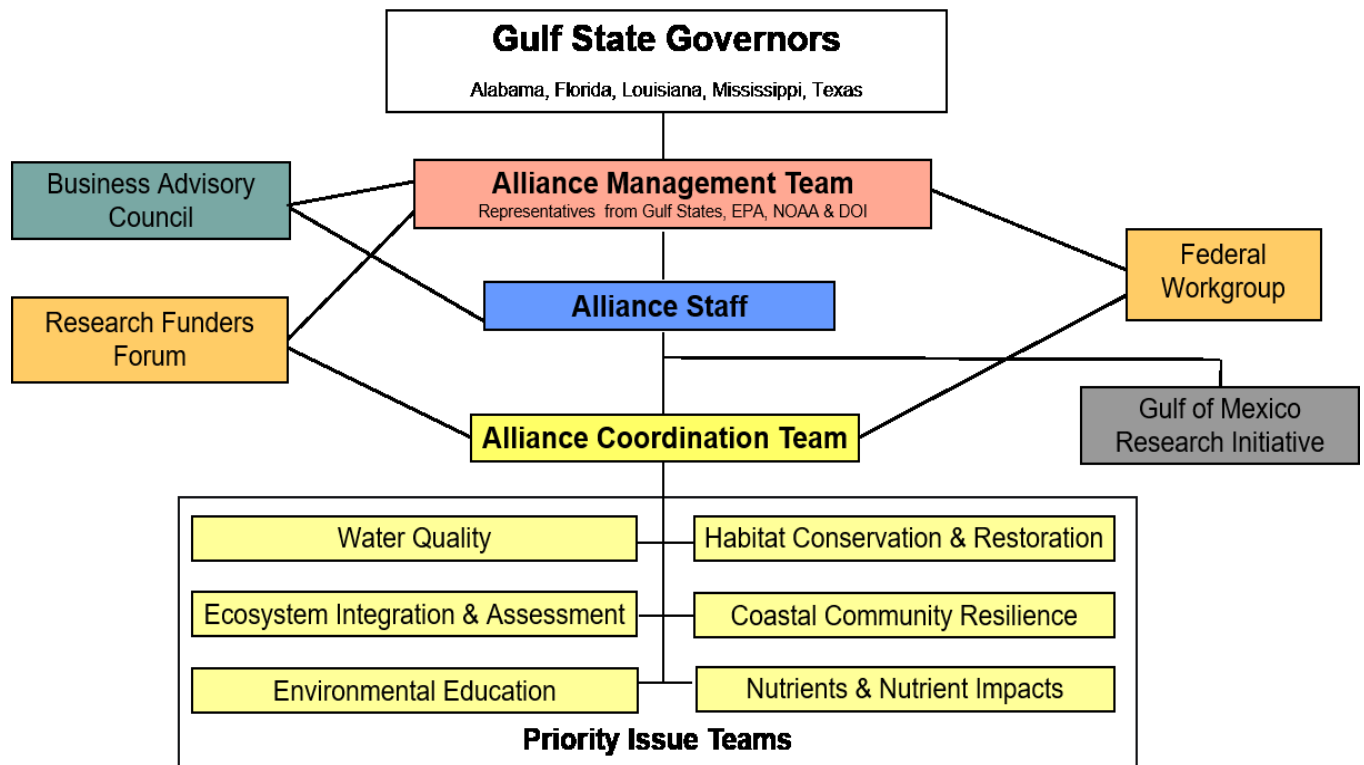 Gulf State Governors
Alabama, Florida, Louisiana, Mississippi, Texas
Business Advisory
Council
Alliance Management Team
Representatives from Gulf States, EPA, NOAA & DOI
Federal
Workgroup
Research Funders
Forum
Alliance Staff
Gulf of Mexico
Research Initiative
Alliance Coordination Team
Water Quality
Habitat Conservation & Restoration
Ecosystem Integration & Assessment
Coastal Community Resilience
Environmental Education
Nutrients & Nutrient Impacts
Priority Issue Teams